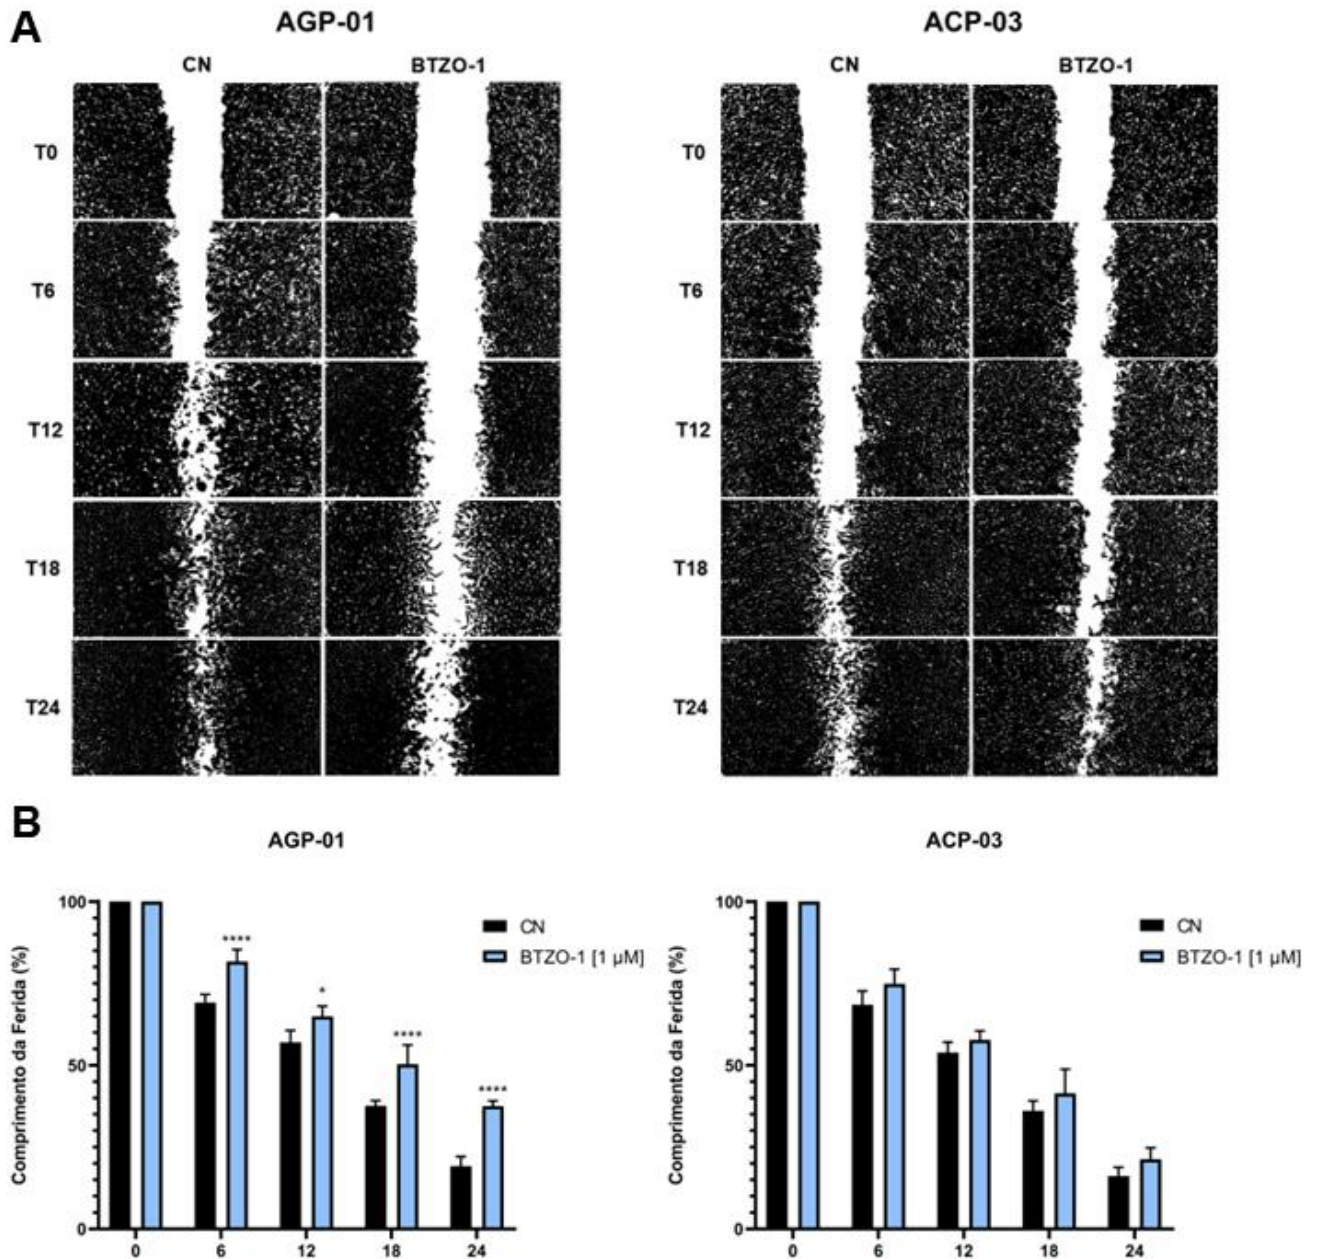 A
AGP-01
CN
BTZO-1
T0
T6
T12
T18
T24
ACP-03
CN
BTZO-1
T0
T6
T12
T18
T24
B
AGP-01
Comprimento da Ferida (%)
100
50
0
****
*
****
****
CN
BTZO-1 [1 µM]
0 6 12 18 24
ACP-03
Comprimento da Ferida (%)
100
50
0
CN
BTZO-1 [1 µM]
0 6 12 18 24